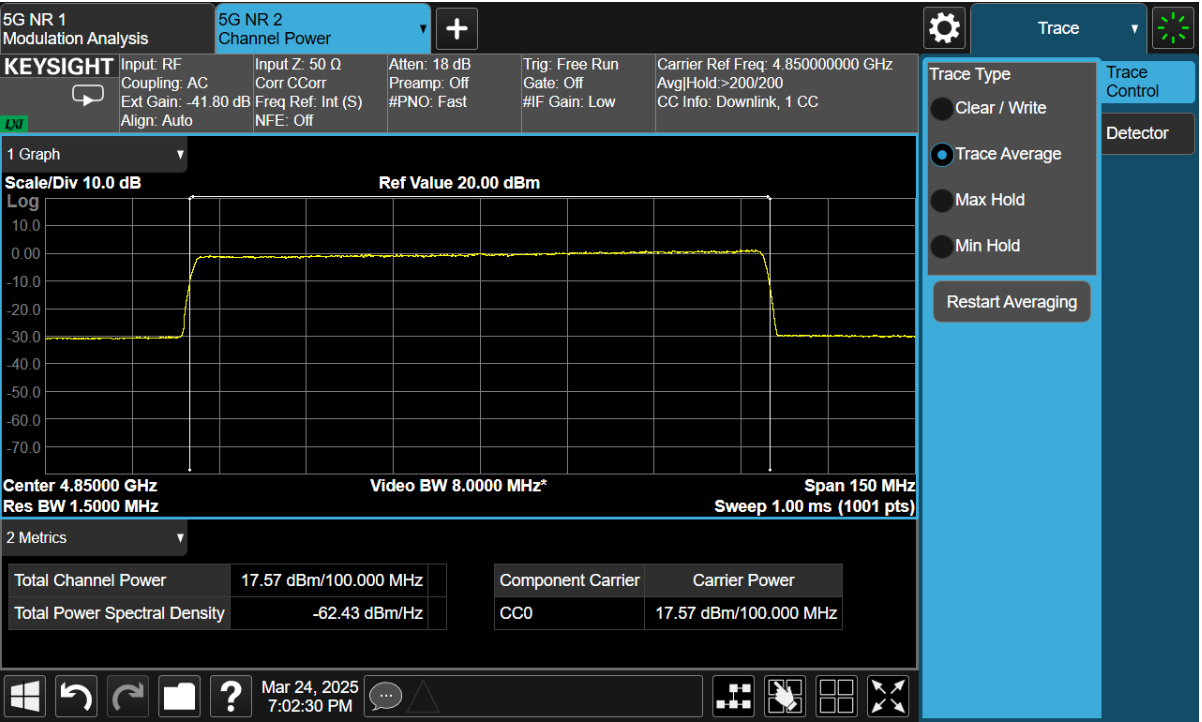 5G NR 1
Modulation Analysis
5G NR 2
Channel Power
Trace
KEYSIGHT
LXI
Input: RF
Coupling: AC
Ext Gain: -41.80 dB
Align: Auto
Input Z: 50 Ω
Corr CCorr
Freq Ref: Int (S)
NFE: Off
Atten: 18 dB
Preamp: Off
#PNO: Fast
Trig: Free Run
Gate: Off
#IF Gain: Low
Carrier Ref Freq: 4.850000000 GHz
Avg|Hold:>200/200
CC Info: Downlink, 1 CC
Trace Type
Clear / Write
Trace Average
Max Hold
Min Hold
Restart Averaging
Trace
Control
Detector
1 Graph
Scale/Div 10.0 dB
Ref Value 20.00 dBm
Log
10.0
0.00
-10.0
-20.0
-30.0
-40.0
-50.0
-60.0
-70.0
Center 4.85000 GHz
Video BW 8.0000 MHz*
Span 150 MHz
Res BW 1.5000 MHz
Sweep 1.00 ms (1001 pts)
2 Metrics
Total Channel Power 17.57 dBm/100.000 MHz
Total Power Spectral Density -62.43 dBm/Hz
Component Carrier Carrier Power
CC0 17.57 dBm/100.000 MHz
?
Mar 24, 2025
7:02:30 PM